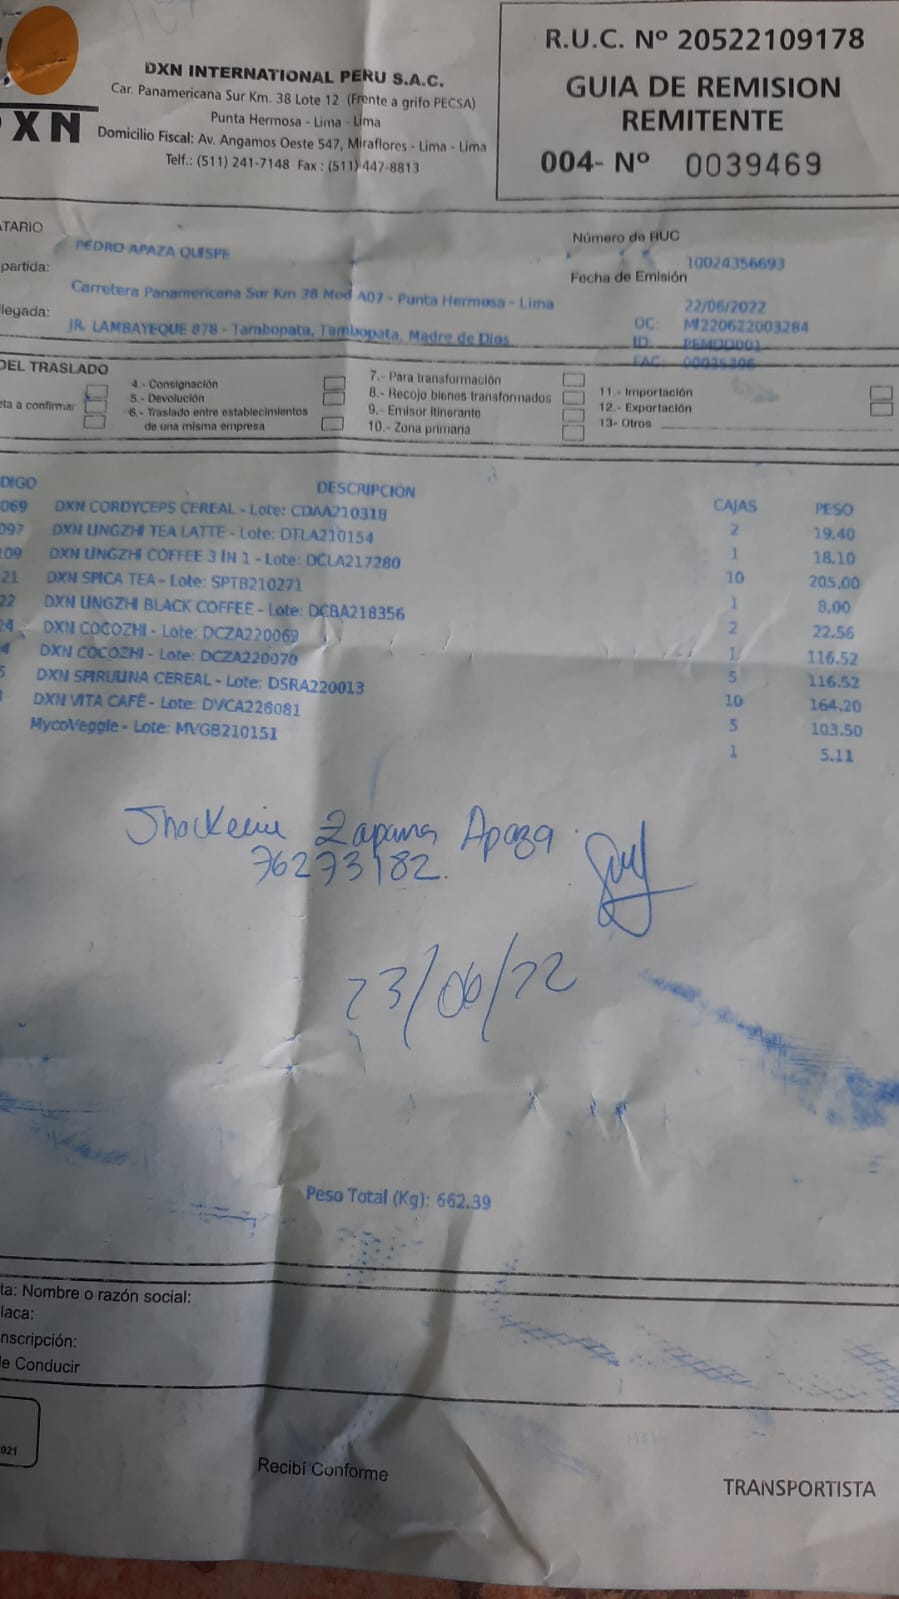 DXN
DXN INTERNATIONAL PERU S.A.C.
Car. Panamericana Sur Km. 38 Lote 12 (Frente a grifo PECSA)
Punta Hermosa - Lima - Lima
Domicilio Fiscal: Av. Angamos Oeste 547, Miraflores - Lima - Lima
Telf.: (511) 241-7148 Fax : (511) 447-8813
R.U.C. Nº 20522109178
GUIA DE REMISION
REMITENTE
004- Nº 0039469
TARIO
PEDRO APAZA QUISPE
Número de RUC
10024356693
partida:
Carretera Panamericana Sur Km 38 Mod A07 - Punta Hermosa - Lima
Fecha de Emisión
22/06/2022
llegada:
JR. LAMBAYEQUE 878 - Tambopata, Tambopata, Madre de Dios
OC: MI220622003284
ID: PEMDD001
FAC: 00035306
DEL TRASLADO
ta a confirmar
4.- Consignación
5.- Devolución
6.- Traslado entre establecimientos
de una misma empresa
7.- Para transformación
8.- Recojo bienes transformados
9.- Emisor itinerante
10.- Zona primaria
11.- Importación
12.- Exportación
13- Otros
DIGO DESCRIPCIÓN CAJAS PESO
069 DXN CORDYCEPS CEREAL - Lote: CDAA210318 2 19.40
097 DXN LINGZHI TEA LATTE - Lote: DTLA210154 1 18.10
109 DXN LINGZHI COFFEE 3 IN 1 - Lote: DCLA217280 10 205.00
21 DXN SPICA TEA - Lote: SPTB210271 1 8.00
22 DXN LINGZHI BLACK COFFEE - Lote: DCBA218356 2 22.56
24 DXN COCOZHI - Lote: DCZA220069 1 116.52
4 DXN COCOZHI - Lote: DCZA220070 5 116.52
5 DXN SPIRULINA CEREAL - Lote: DSRA220013 10 164.20
DXN VITA CAFÉ - Lote: DVCA226081 5 103.50
MycoVeggie - Lote: MVGB210151 1 5.11
Zapana Apaza
76273182.
23/06/22
Peso Total (Kg): 662.39
ta: Nombre o razón social:
laca:
nscripción:
de Conducir
2021
Recibí Conforme
TRANSPORTISTA